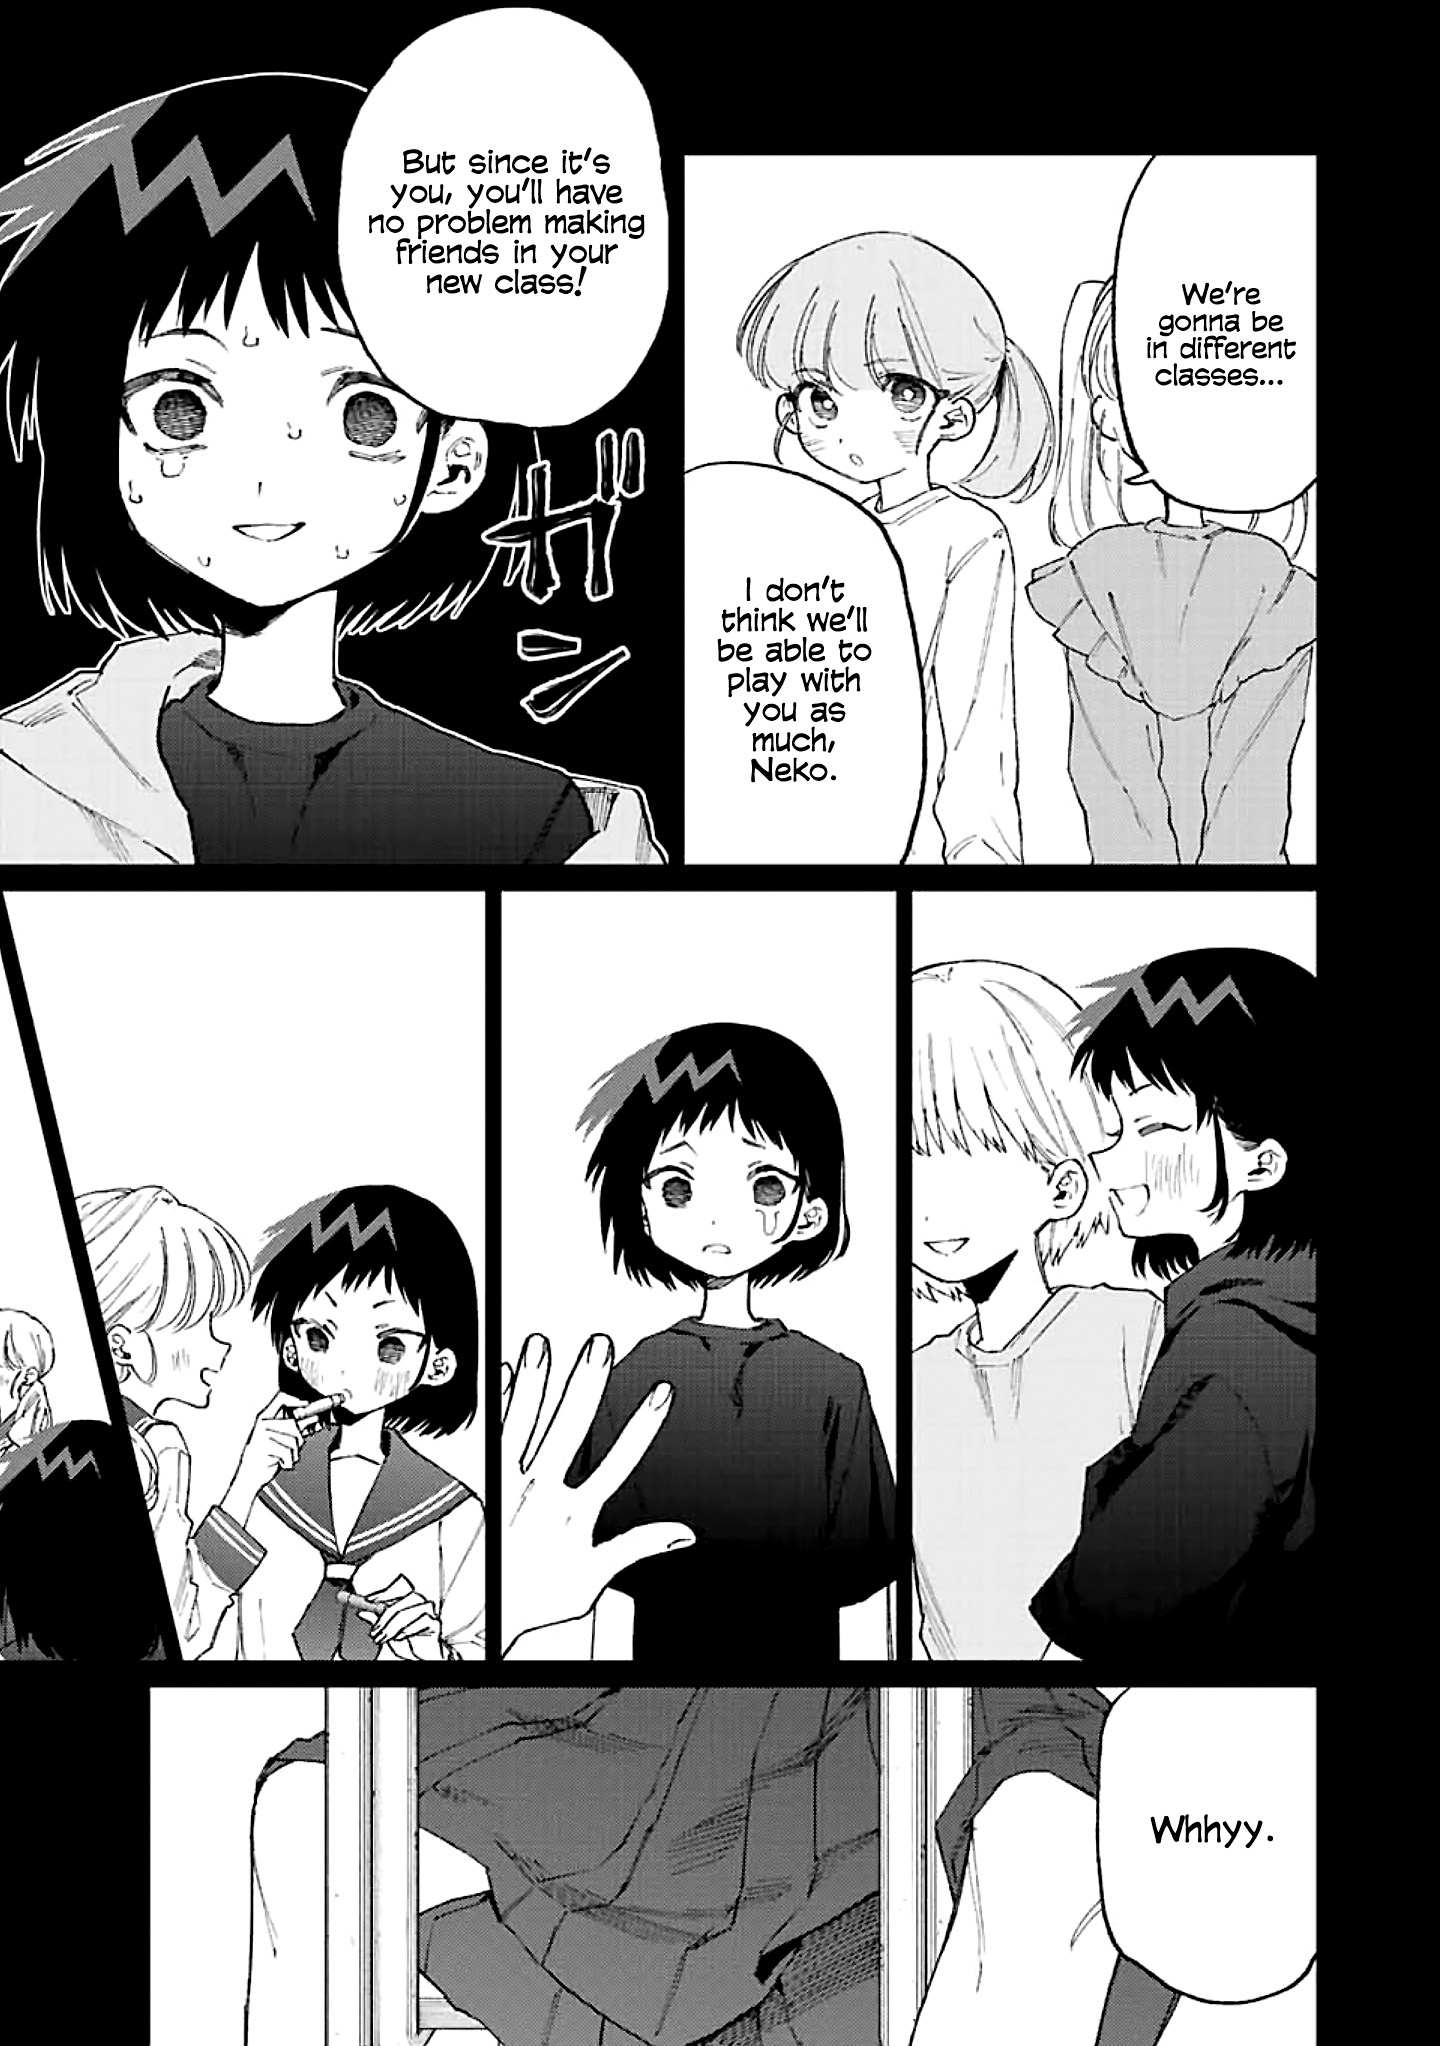 We're
gonna be
in different
classes...
I don't
think we'll
be able to
play with
you as
much,
Neko.
But since it's
you, you'll have
no problem making
friends in your
new class!
ガーン
Whhyy.